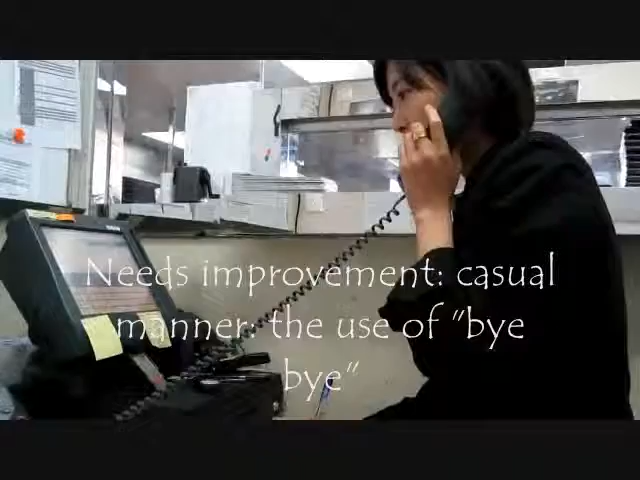 Needs improvement: casual
manner: the use of "bye
bye"